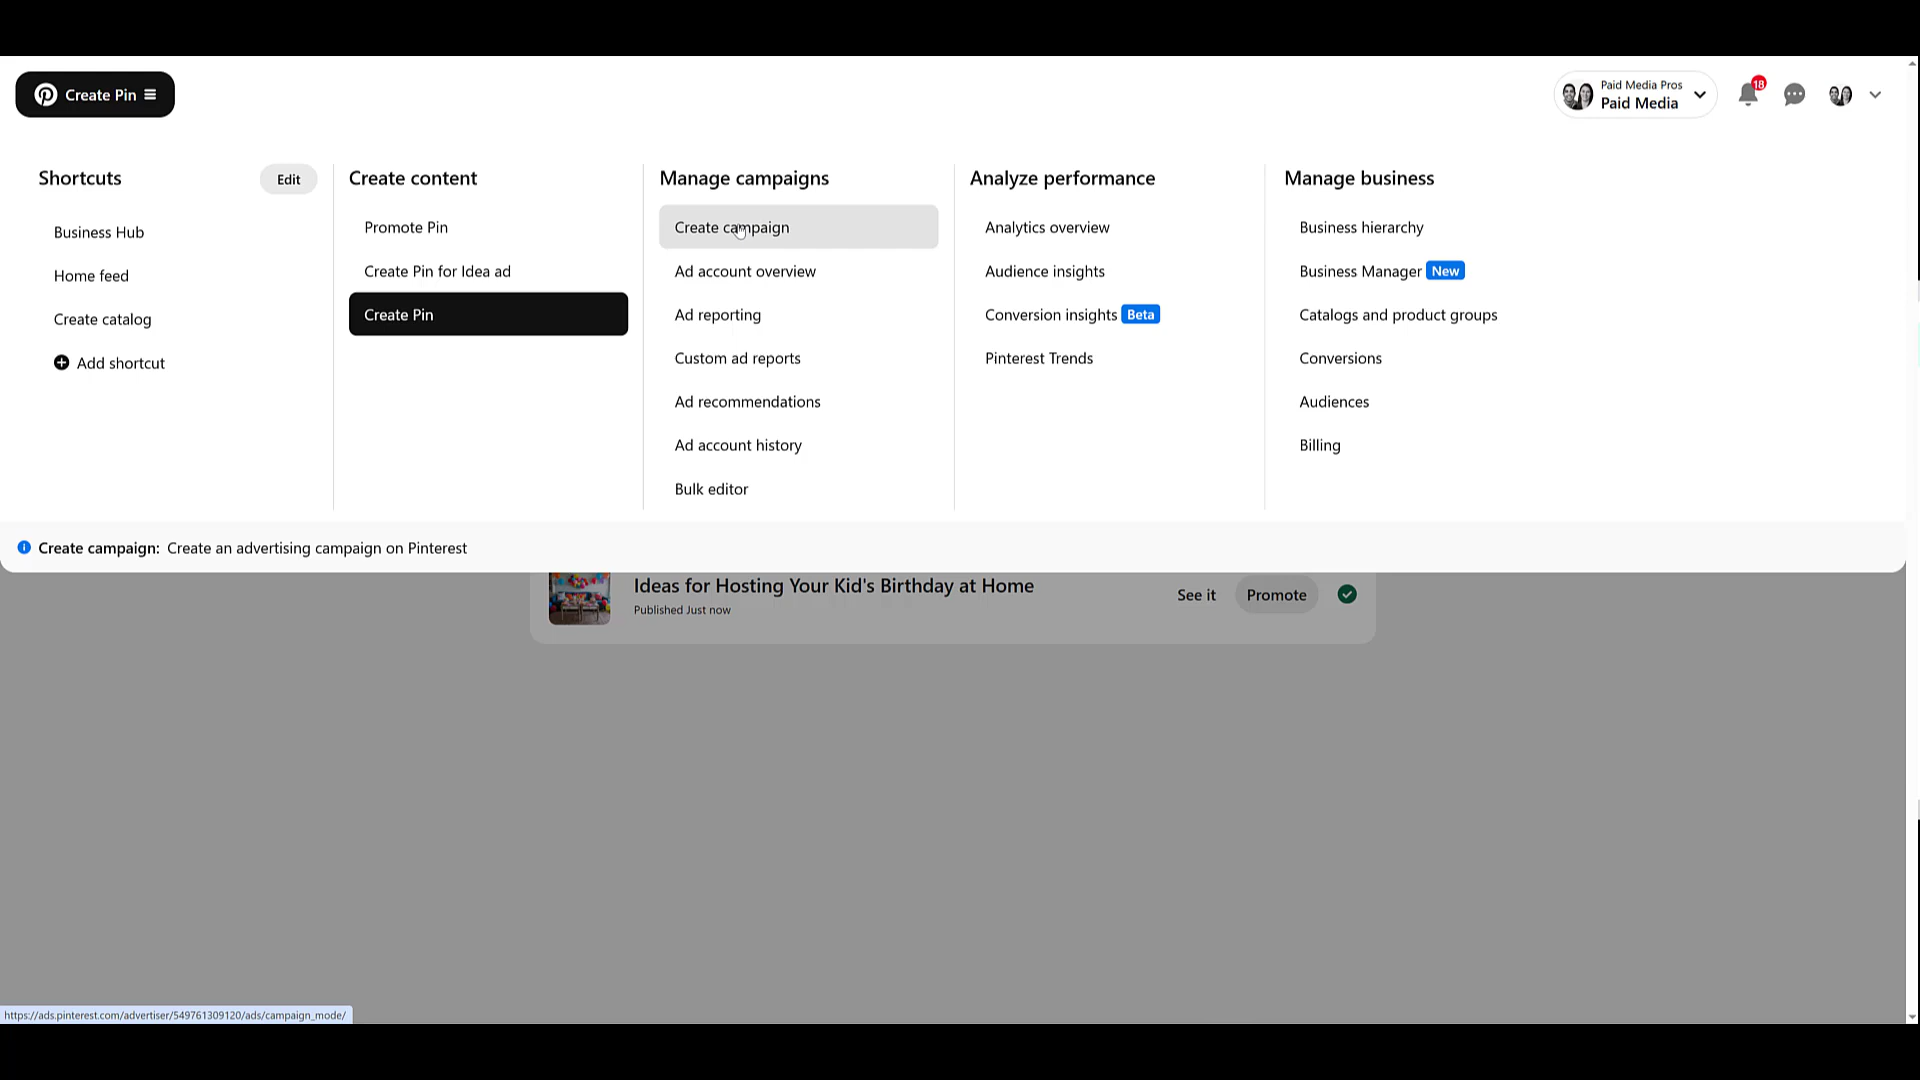 Create Pin
Paid Media Pros
Paid Media
18
Shortcuts
Edit
Business Hub
Home feed
Create catalog
Add shortcut
Create content
Promote Pin
Create Pin for Idea ad
Create Pin
Manage campaigns
Create campaign
Ad account overview
Ad reporting
Custom ad reports
Ad recommendations
Ad account history
Bulk editor
Analyze performance
Analytics overview
Audience insights
Conversion insights Beta
Pinterest Trends
Manage business
Business hierarchy
Business Manager New
Catalogs and product groups
Conversions
Audiences
Billing
Create campaign: Create an advertising campaign on Pinterest
Ideas for Hosting Your Kid's Birthday at Home
Published Just now
See it
Promote
https://ads.pinterest.com/advertiser/549761309120/ads/campaign_mode/